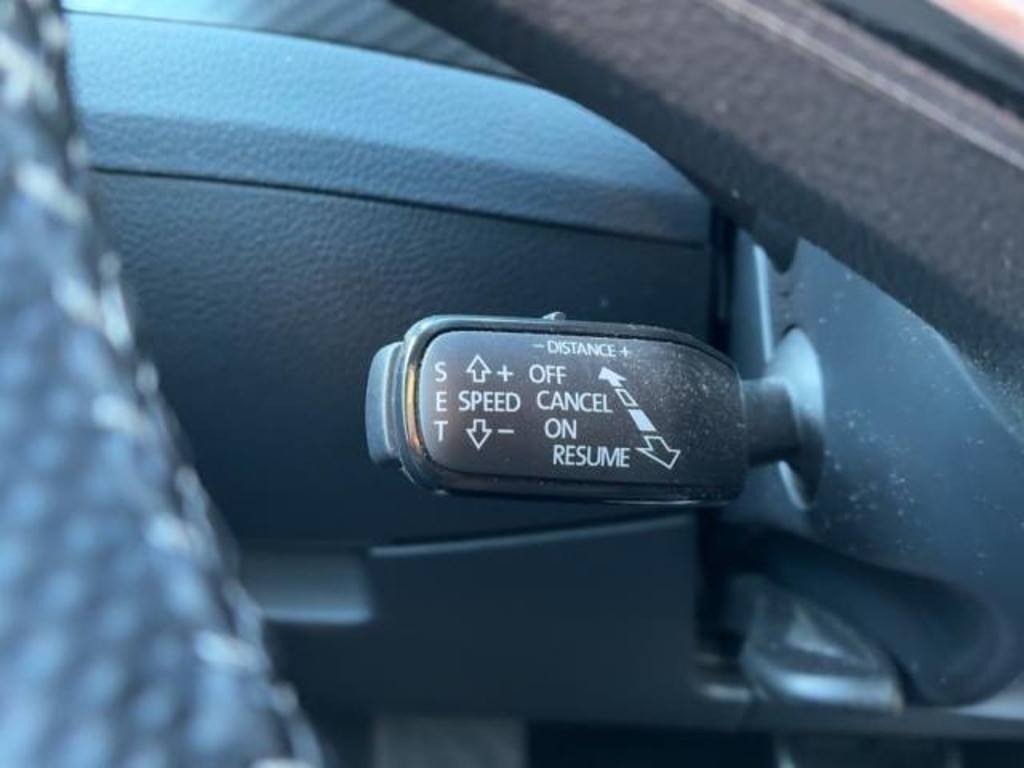 - DISTANCE +
S + OFF
E SPEED CANCEL
T - ON
RESUME